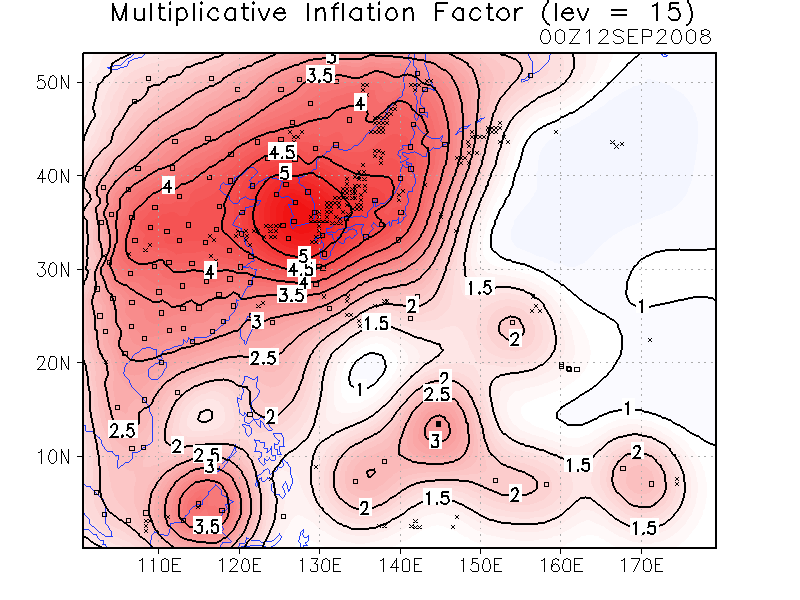 Multiplicative Inflation Factor (lev = 15)
00Z12SEP2008
3
50N 3.5
4
4.5
5
40N 4
5
30N 4 4.5
4
3.5 2 1.5 1
3 1.5
2
20N 2.5
1 2
2.5
2 1
2.5 3
2
2.5 2
10N 3 1.5
2 1.5 2
3.5 1.5
110E 120E 130E 140E 150E 160E 170E